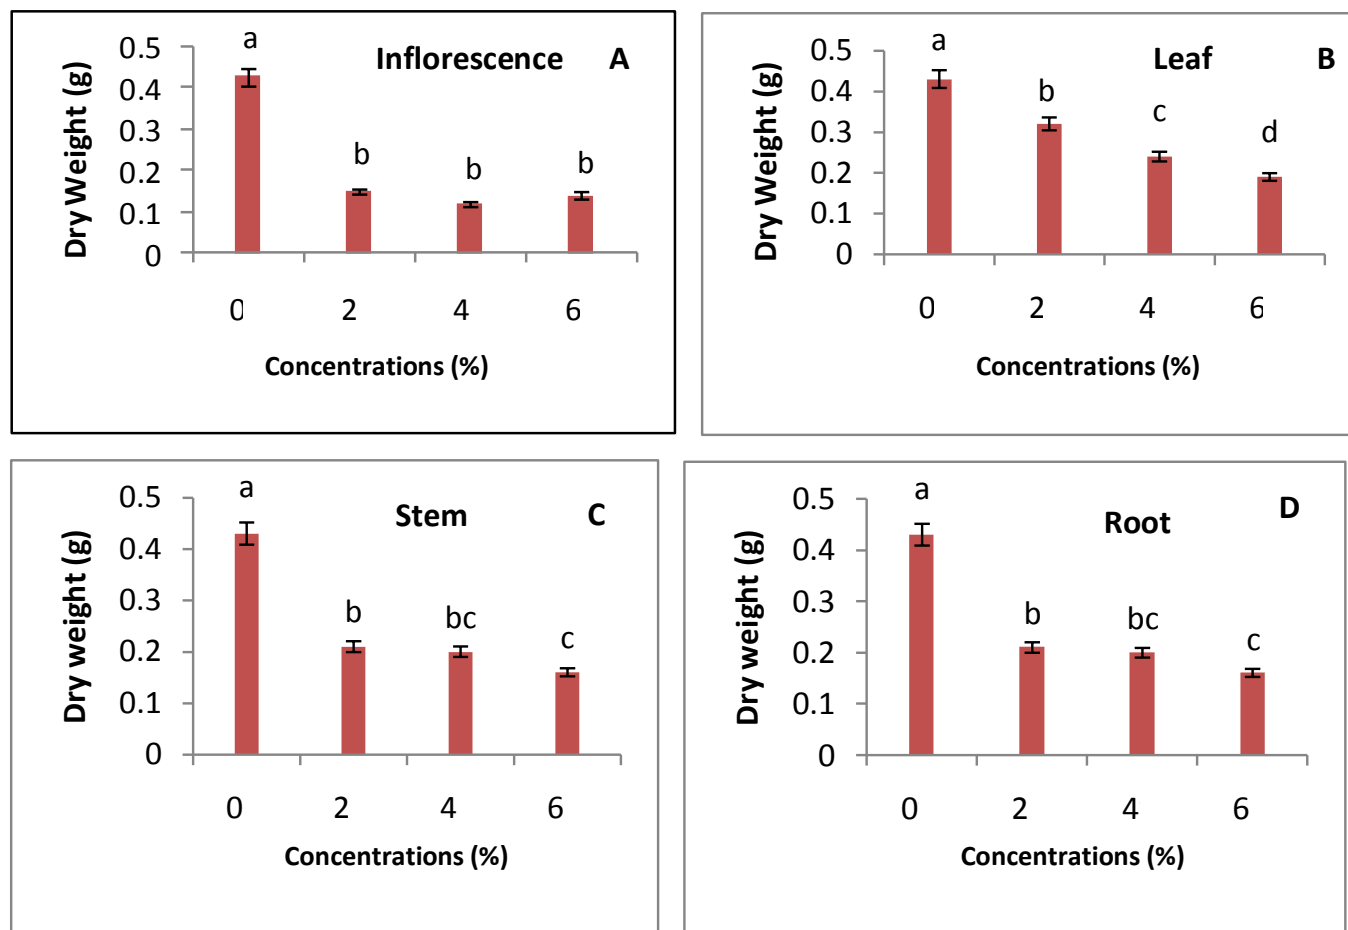 Inflorescence A
Dry Weight (g)
0.5
0.4
0.3
0.2
0.1
0
a
b
b
b
0 2 4 6
Concentrations (%)
Leaf B
Dry Weight (g)
0.5
0.4
0.3
0.2
0.1
0
a
b
c
d
0 2 4 6
Concentrations (%)
Stem C
Dry weight (g)
0.5
0.4
0.3
0.2
0.1
0
a
b
bc
c
0 2 4 6
Concentrations (%)
Root D
Dry weight (g)
0.5
0.4
0.3
0.2
0.1
0
a
b
bc
c
0 2 4 6
Concentrations (%)